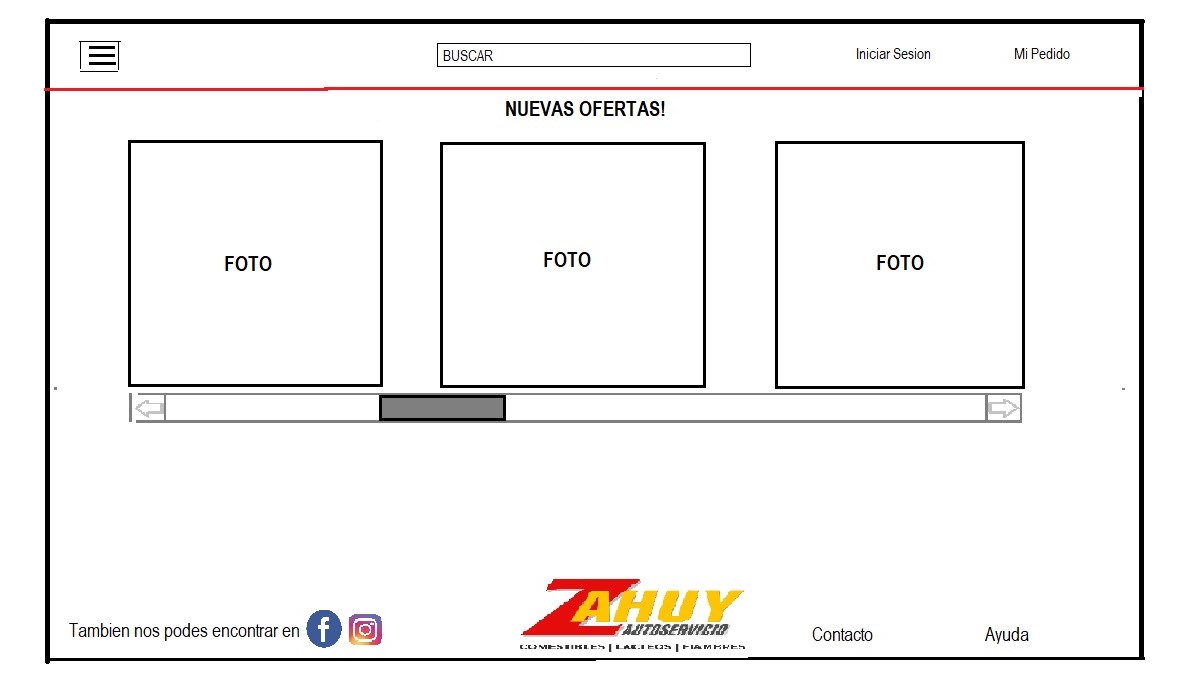 BUSCAR
Iniciar Sesion
Mi Pedido
NUEVAS OFERTAS!
FOTO
FOTO
FOTO
Tambien nos podes encontrar en
ZAHUY
AUTOSERVICIO
COMESTIBLES | LACTEOS | FIAMBRES
Contacto
Ayuda